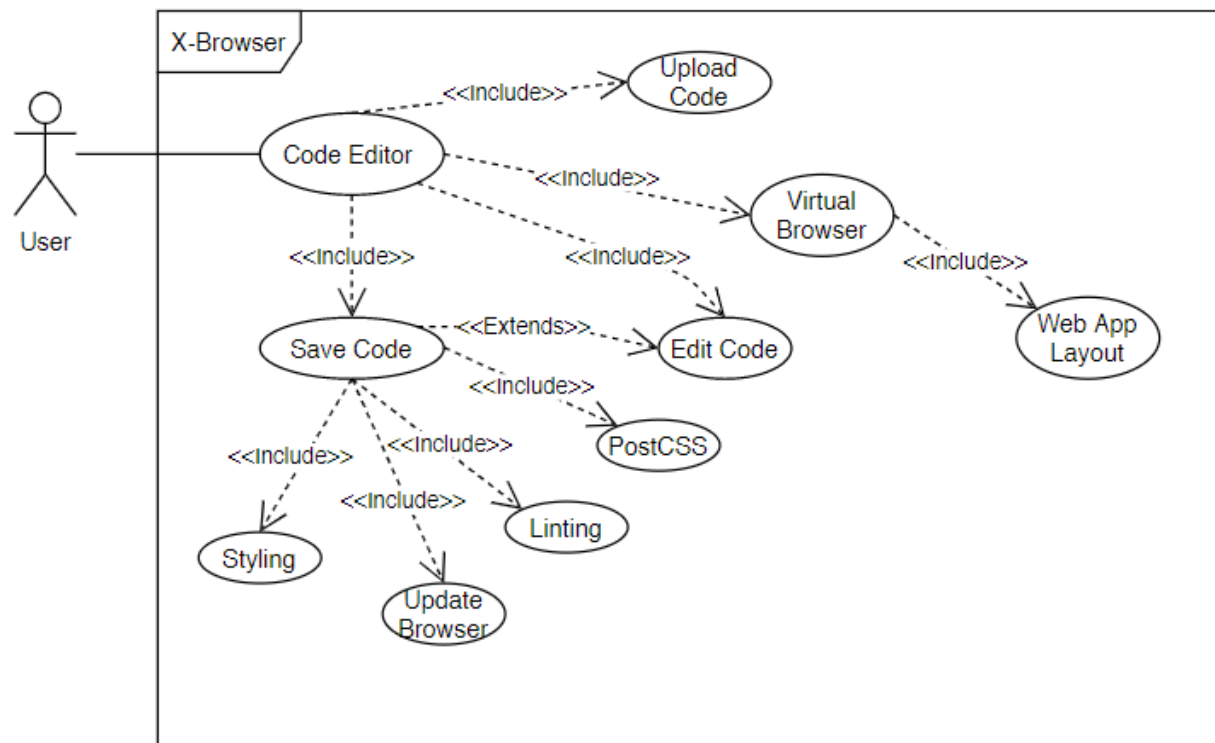 X-Browser
Upload
Code
<<Include>>
Code Editor
<<Include>>
Virtual
Browser
User
<<Include>>
<<Include>>
<<Include>>
Save Code
<<Extends>>
Edit Code
Web App
Layout
<<Include>>
PostCSS
<<Include>>
<<Include>>
<<Include>>
Linting
Styling
Update
Browser